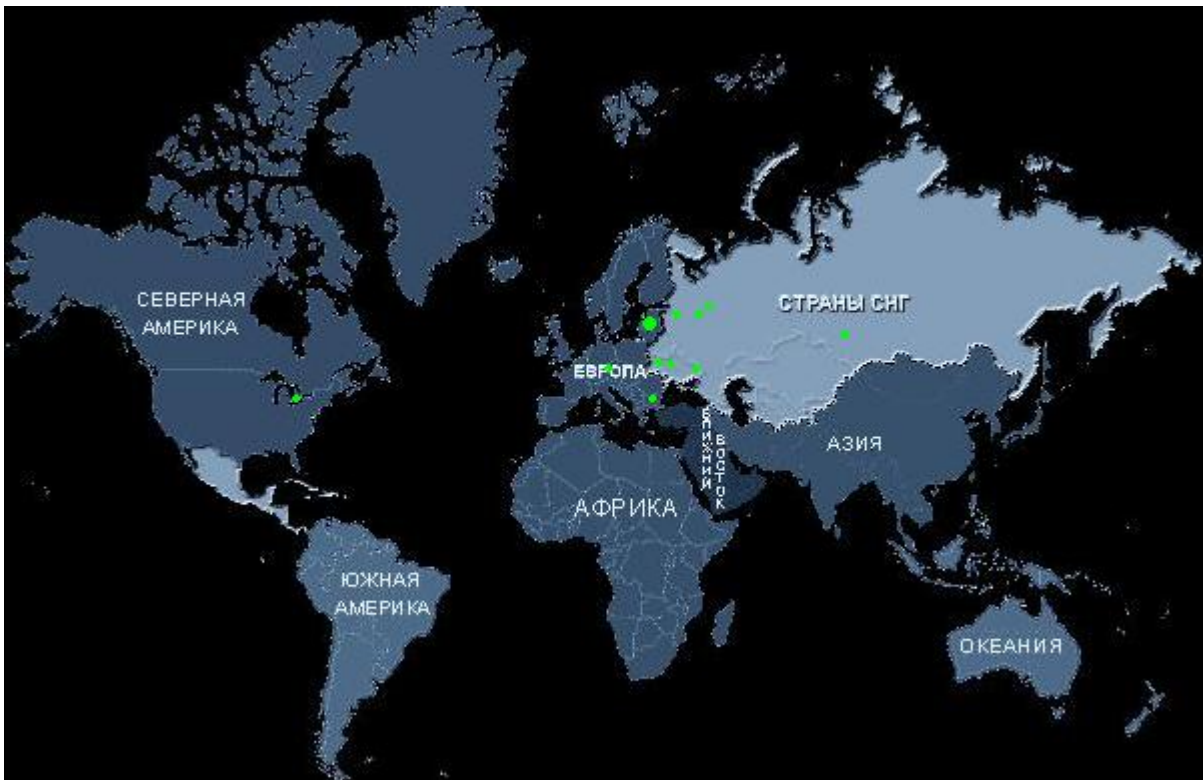 СЕВЕРНАЯ
АМЕРИКА
СТРАНЫ СНГ
ЕВРОПА
БЛИЖНИЙ
ВОСТОК
АЗИЯ
АФРИКА
ЮЖНАЯ
АМЕРИКА
ОКЕАНИЯ